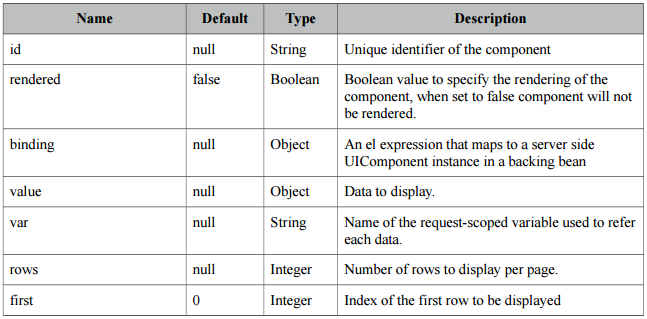 Name Default Type Description
id null String Unique identifier of the component
rendered false Boolean Boolean value to specify the rendering of the
component, when set to false component will not
be rendered.
binding null Object An el expression that maps to a server side
UIComponent instance in a backing bean
value null Object Data to display.
var null String Name of the request-scoped variable used to refer
each data.
rows null Integer Number of rows to display per page.
first 0 Integer Index of the first row to be displayed